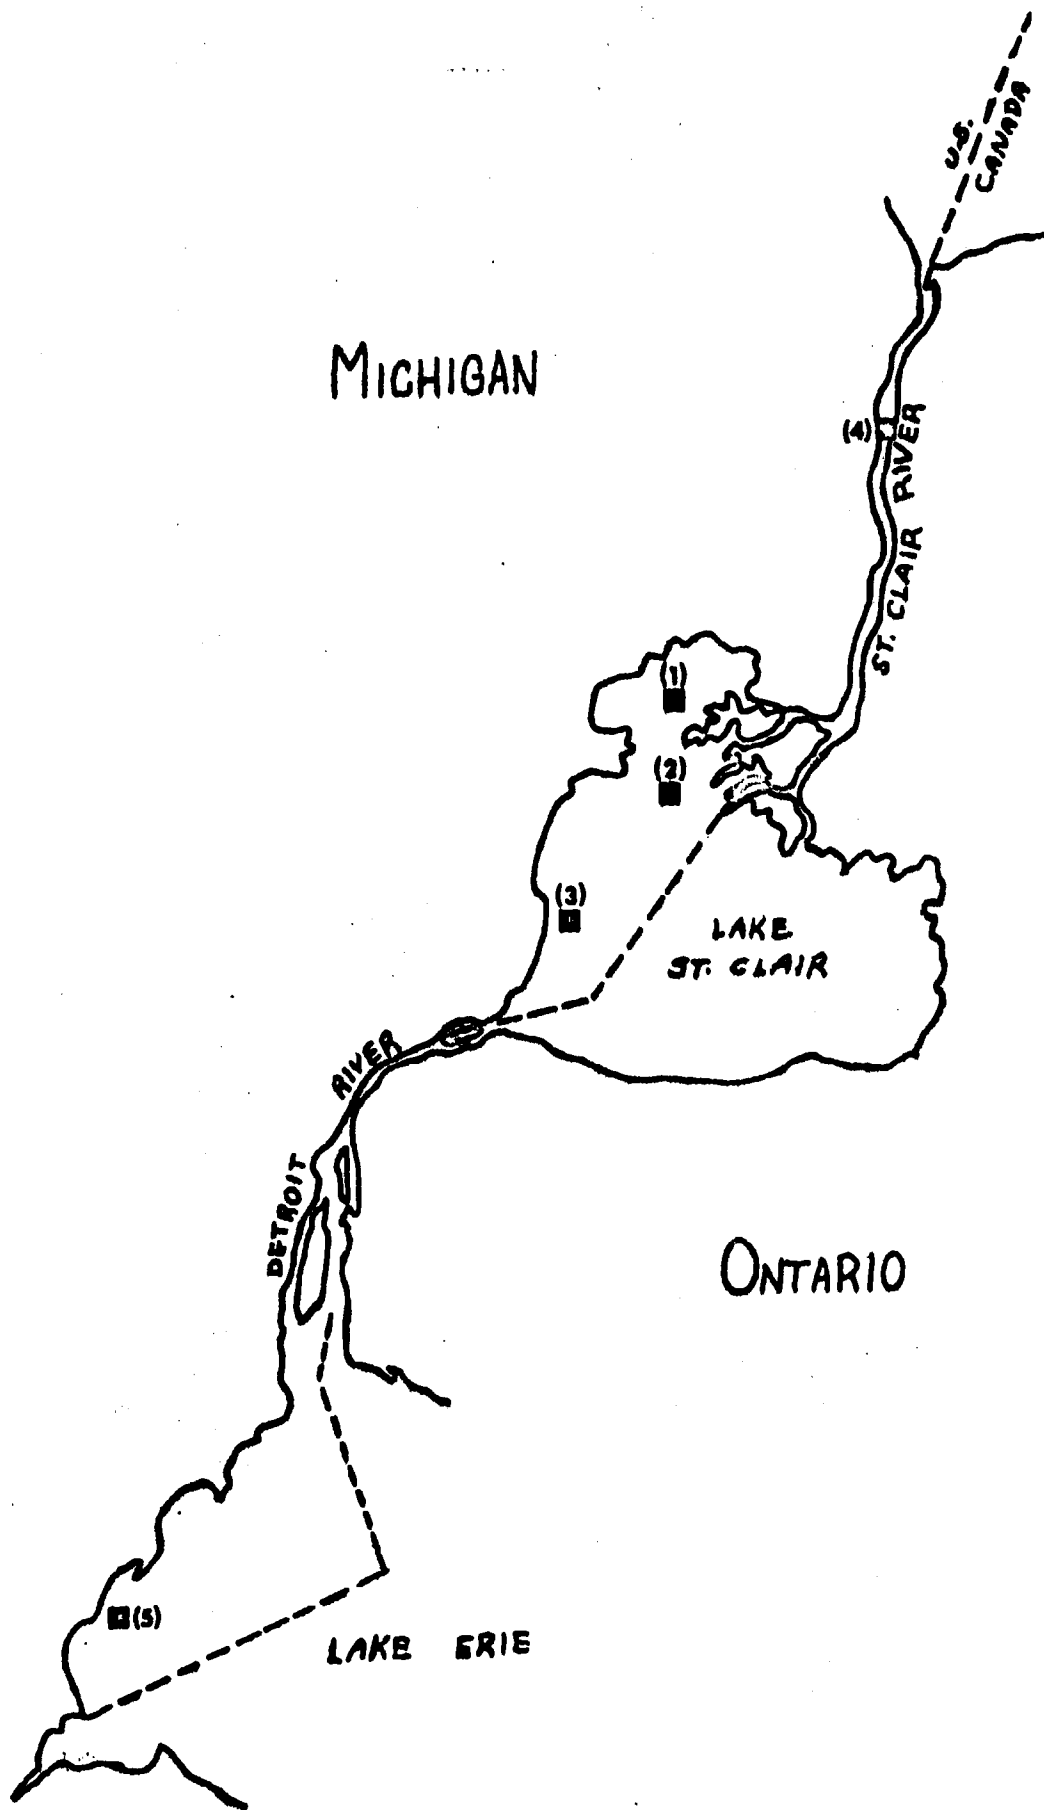 U.S.
CANADA
MICHIGAN
(4)
ST. CLAIR RIVER
(1)
(2)
(3)
LAKE
ST. CLAIR
DETROIT RIVER
ONTARIO
(5)
LAKE ERIE